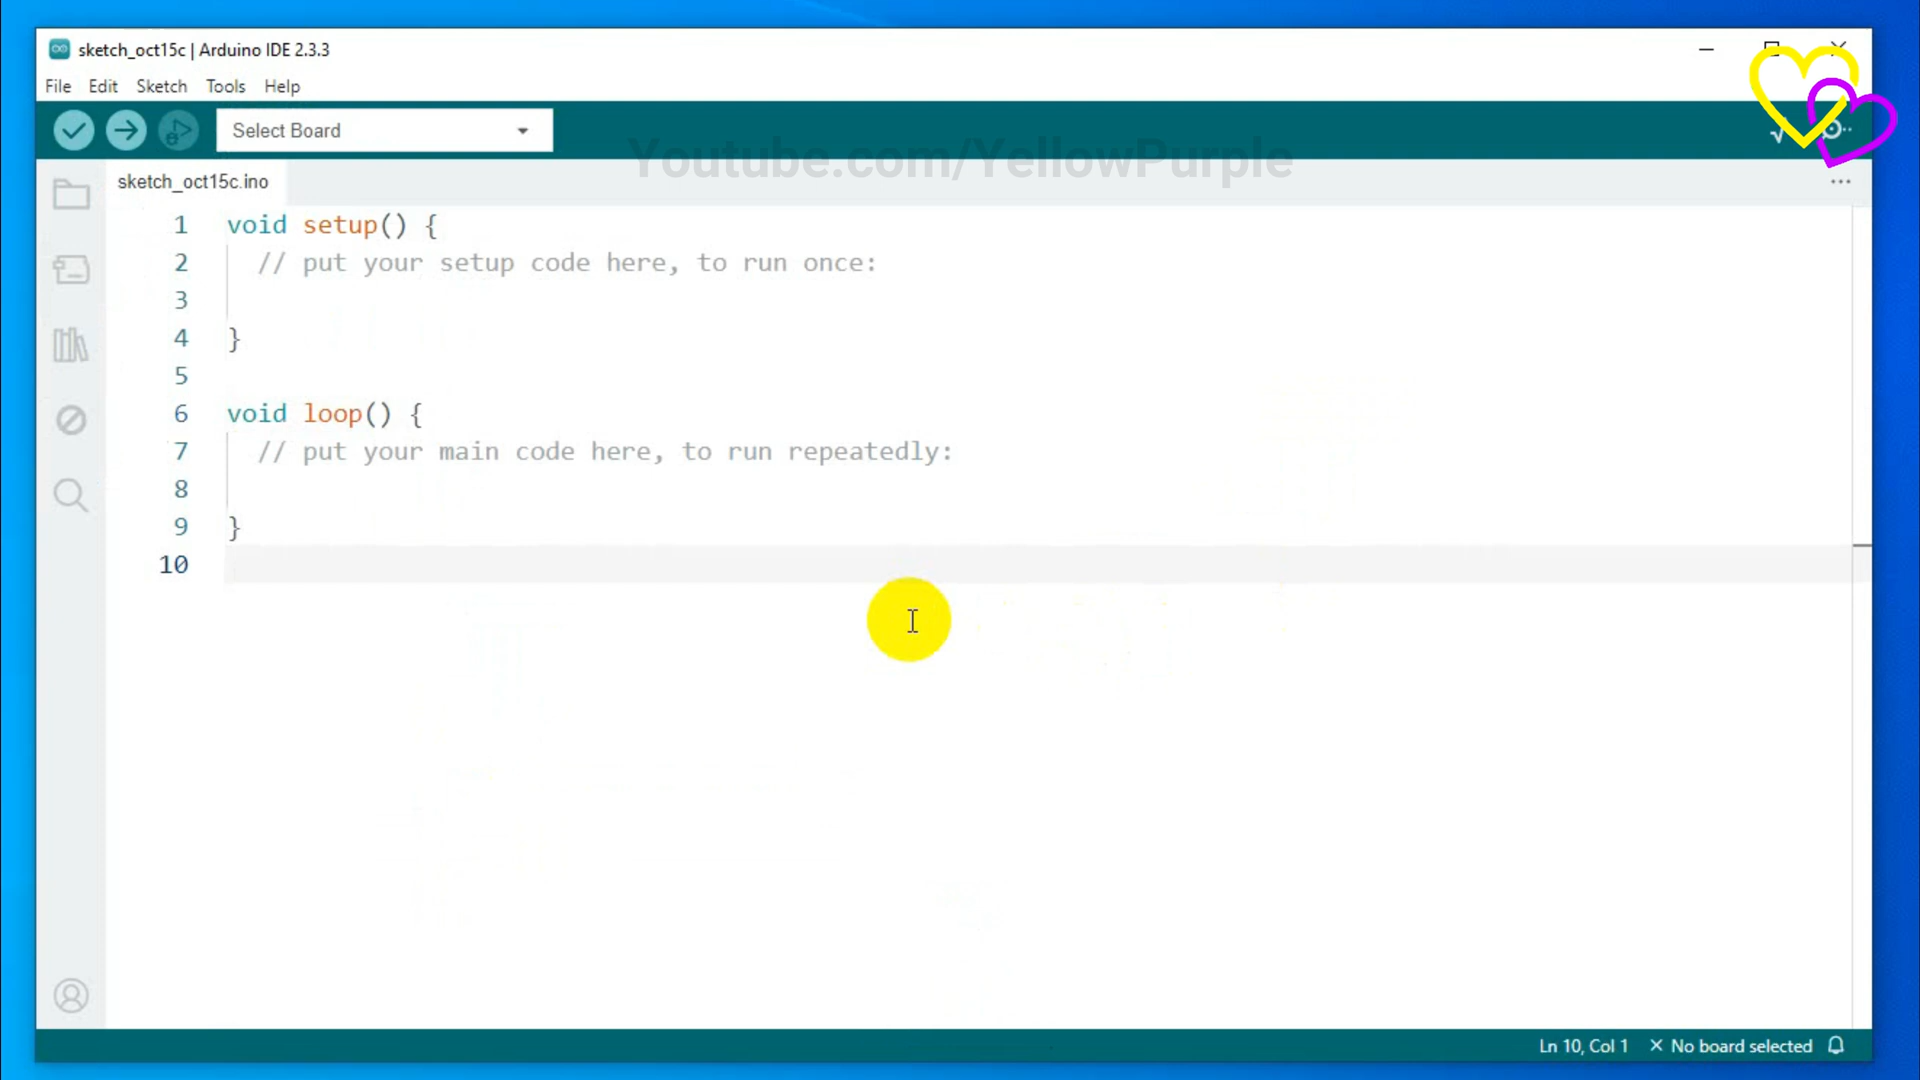 sketch_oct15c | Arduino IDE 2.3.3
File Edit Sketch Tools Help
Select Board
Youtube.com/YellowPurple
sketch_oct15c.ino
1 void setup() {
2 // put your setup code here, to run once:
3
4 }
5
6 void loop() {
7 // put your main code here, to run repeatedly:
8
9 }
10
Ln 10, Col 1 × No board selected